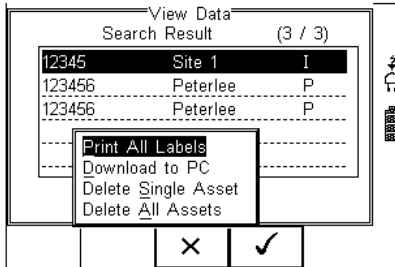 View Data
Search Result (3 / 3)
12345 Site 1 I
123456 Peterlee P
123456 Peterlee P
Print All Labels
Download to PC
Delete Single Asset
Delete All Assets